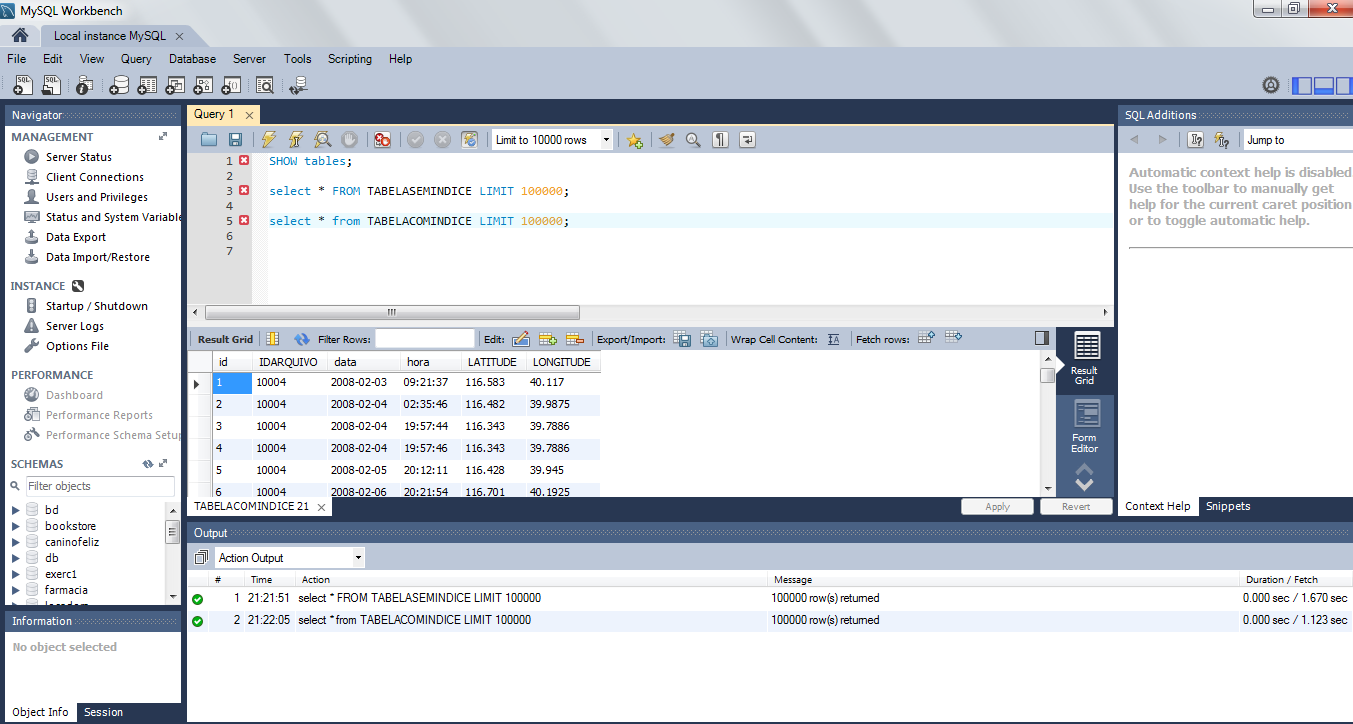 MySQL Workbench
Local instance MySQL
File Edit View Query Database Server Tools Scripting Help
Navigator
MANAGEMENT
Server Status
Client Connections
Users and Privileges
Status and System Variable
Data Export
Data Import/Restore
INSTANCE
Startup / Shutdown
Server Logs
Options File
PERFORMANCE
Dashboard
Performance Reports
Performance Schema Setup
SCHEMAS
Filter objects
bd
bookstore
caninofeliz
db
exerc1
farmacia
Information
No object selected
Object Info Session
Query 1
Limit to 10000 rows
1 SHOW tables;
2
3 select * FROM TABELASEMINDICE LIMIT 100000;
4
5 select * from TABELACOMINDICE LIMIT 100000;
6
7
Result Grid Filter Rows: Edit: Export/Import: Wrap Cell Content: Fetch rows:
id IDARQUIVO data hora LATITUDE LONGITUDE
1 10004 2008-02-03 09:21:37 116.583 40.117
2 10004 2008-02-04 02:35:46 116.482 39.9875
3 10004 2008-02-04 19:57:44 116.343 39.7886
4 10004 2008-02-04 19:57:46 116.343 39.7886
5 10004 2008-02-05 20:12:11 116.428 39.945
6 10004 2008-02-06 20:21:54 116.701 40.1925
Result
Grid
Form
Editor
TABELACOMINDICE 21
Apply Revert
Output
Action Output
# Time Action Message Duration / Fetch
1 21:21:51 select * FROM TABELASEMINDICE LIMIT 100000 100000 row(s) returned 0.000 sec / 1.670 sec
2 21:22:05 select * from TABELACOMINDICE LIMIT 100000 100000 row(s) returned 0.000 sec / 1.123 sec
SQL Additions
Jump to
Automatic context help is disabled
Use the toolbar to manually get
help for the current caret position
or to toggle automatic help.
Context Help Snippets